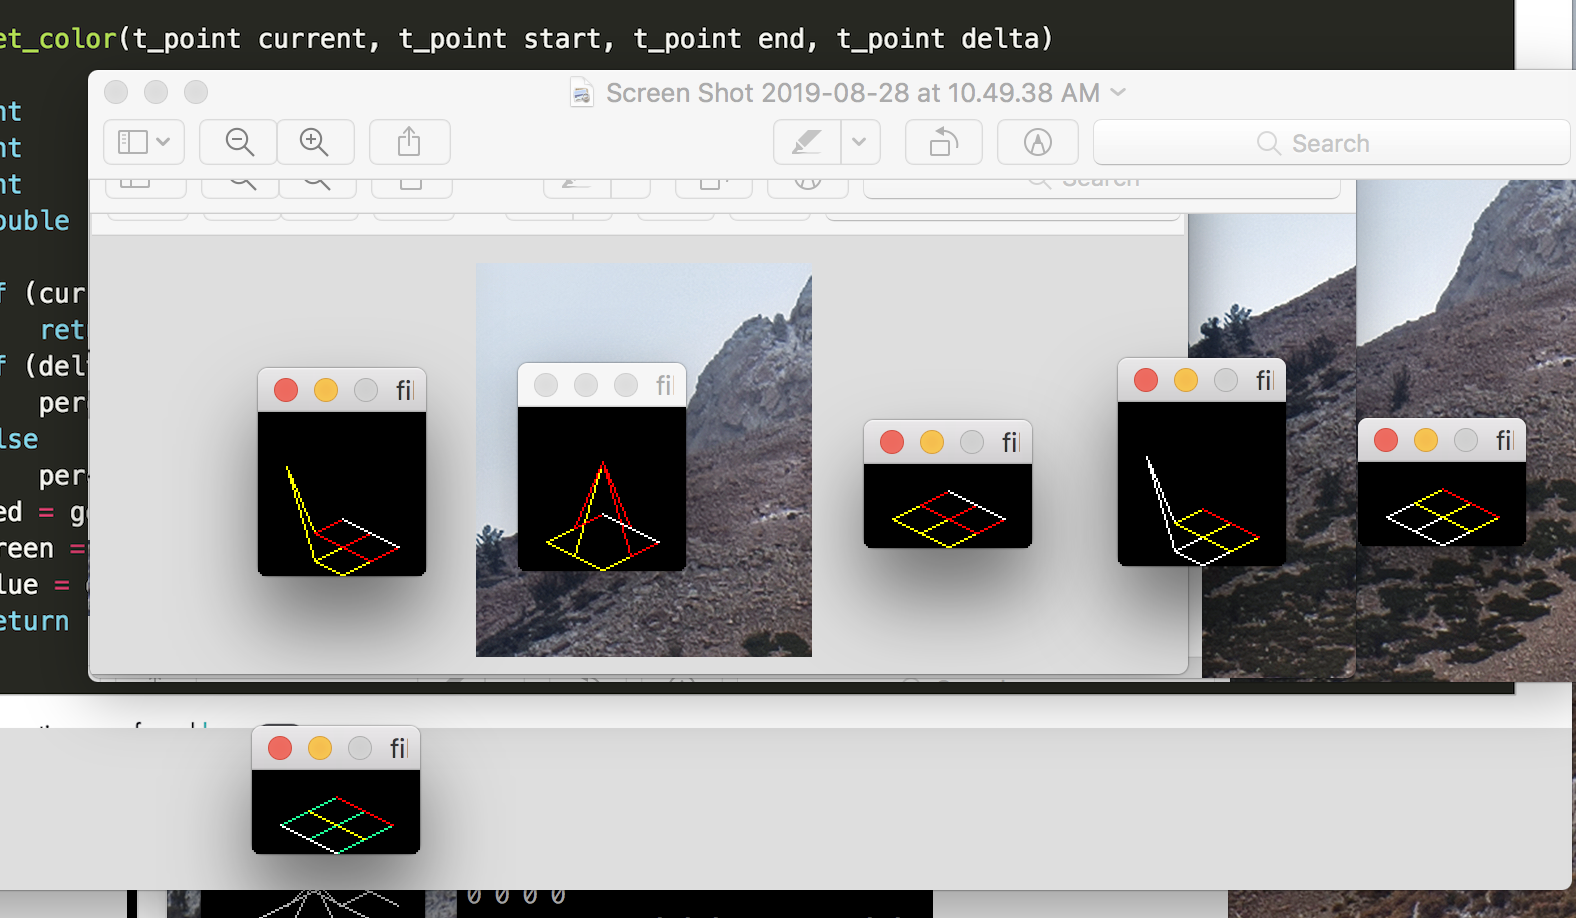 et_color(t_point current, t_point start, t_point end, t_point delta)
Screen Shot 2019-08-28 at 10.49.38 AM
Search
nt
nt
nt
ouble
f (cur
ret
f (del
per
lse
per
ed = g
reen =
lue =
eturn
fi
fi
fi
fi
fi
fi
0 0 0 0